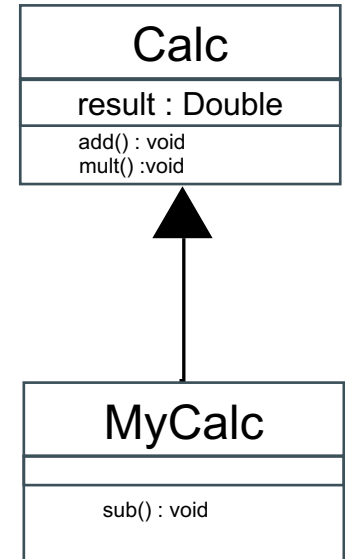 Calc
result : Double
add() : void
mult() :void
MyCalc
sub() : void